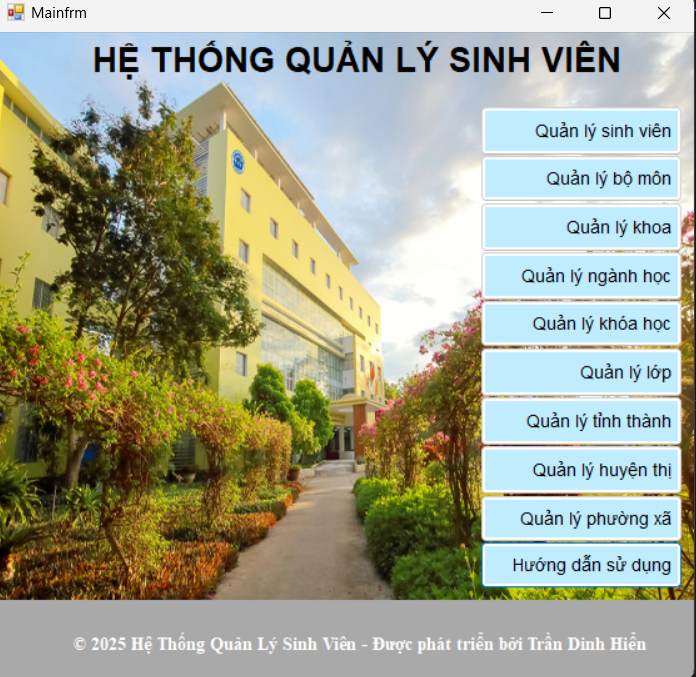 Mainfrm
HỆ THỐNG QUẢN LÝ SINH VIÊN
Quản lý sinh viên
Quản lý bộ môn
Quản lý khoa
Quản lý ngành học
Quản lý khóa học
Quản lý lớp
Quản lý tỉnh thành
Quản lý huyện thị
Quản lý phường xã
Hướng dẫn sử dụng
© 2025 Hệ Thống Quản Lý Sinh Viên - Được phát triển bởi Trần Dinh Hiển